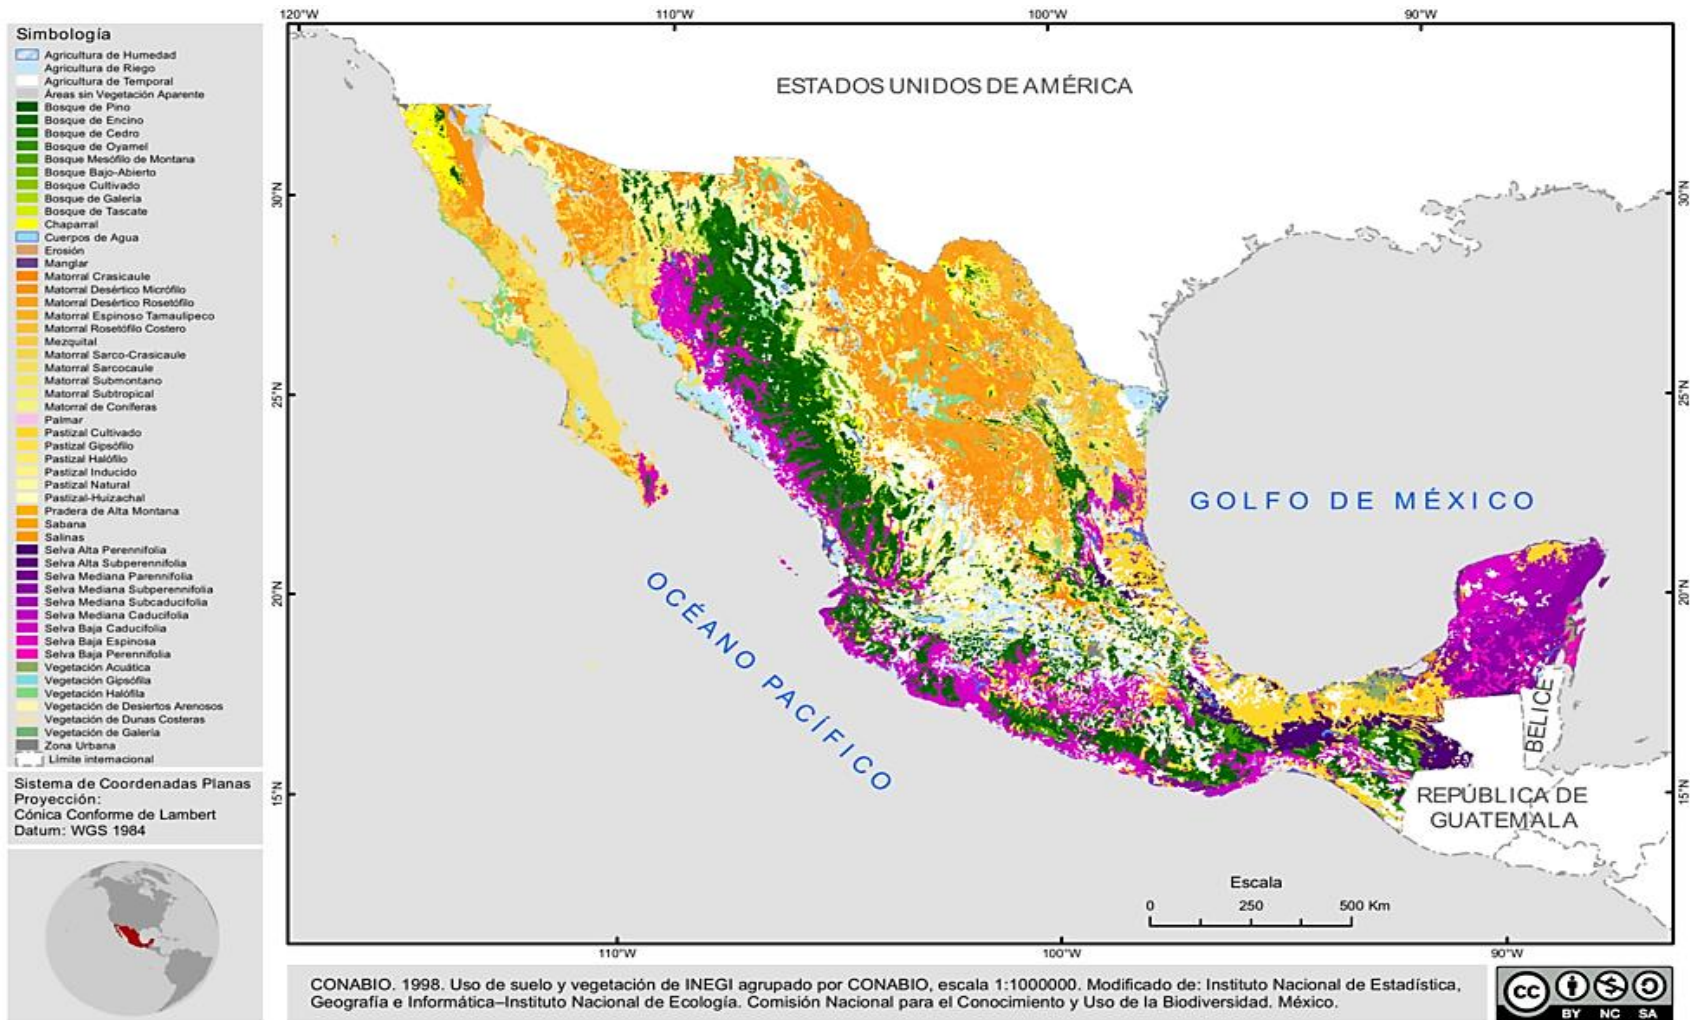 120°W
110°W
100°W
90°W
Simbología
Agricultura de Humedad
Agricultura de Riego
Agricultura de Temporal
Áreas sin Vegetación Aparente
Bosque de Pino
Bosque de Encino
Bosque de Cedro
Bosque de Oyamel
Bosque Mesófilo de Montana
Bosque Bajo-Abierto
Bosque Cultivado
Bosque de Galería
Bosque de Tascate
Chaparral
Cuerpos de Agua
Erosión
Manglar
Matorral Crasicaule
Matorral Desértico Micrófilo
Matorral Desértico Rosetófilo
Matorral Espinoso Tamaulipeco
Matorral Rosetófilo Costero
Mezquital
Matorral Sarco-Crasicaule
Matorral Sarcocaule
Matorral Submontano
Matorral Subtropical
Matorral de Coníferas
Palmar
Pastizal Cultivado
Pastizal Gipsófilo
Pastizal Halófilo
Pastizal Inducido
Pastizal Natural
Pastizal-Huizachal
Pradera de Alta Montana
Sabana
Salinas
Selva Alta Perennifolia
Selva Alta Subperennifolia
Selva Mediana Parennifolia
Selva Mediana Subperennifolia
Selva Mediana Subcaducifolia
Selva Mediana Caducifolia
Selva Baja Caducifolia
Selva Baja Espinosa
Selva Baja Perennifolia
Vegetación Acuática
Vegetación Gipsófila
Vegetación Halófila
Vegetación de Desiertos Arenosos
Vegetación de Dunas Costeras
Vegetación de Galería
Zona Urbana
Límite internacional
Sistema de Coordenadas Planas
Proyección:
Cónica Conforme de Lambert
Datum: WGS 1984
30°N
25°N
20°N
15°N
ESTADOS UNIDOS DE AMÉRICA
GOLFO DE MÉXICO
OCÉANO PACÍFICO
BELICE
REPÚBLICA DE
GUATEMALA
30°N
25°N
20°N
15°N
Escala
0 250 500 Km
110°W
100°W
90°W
CONABIO. 1998. Uso de suelo y vegetación de INEGI agrupado por CONABIO, escala 1:1000000. Modificado de: Instituto Nacional de Estadística,
Geografía e Informática–Instituto Nacional de Ecología. Comisión Nacional para el Conocimiento y Uso de la Biodiversidad. México.
cc
BY NC SA